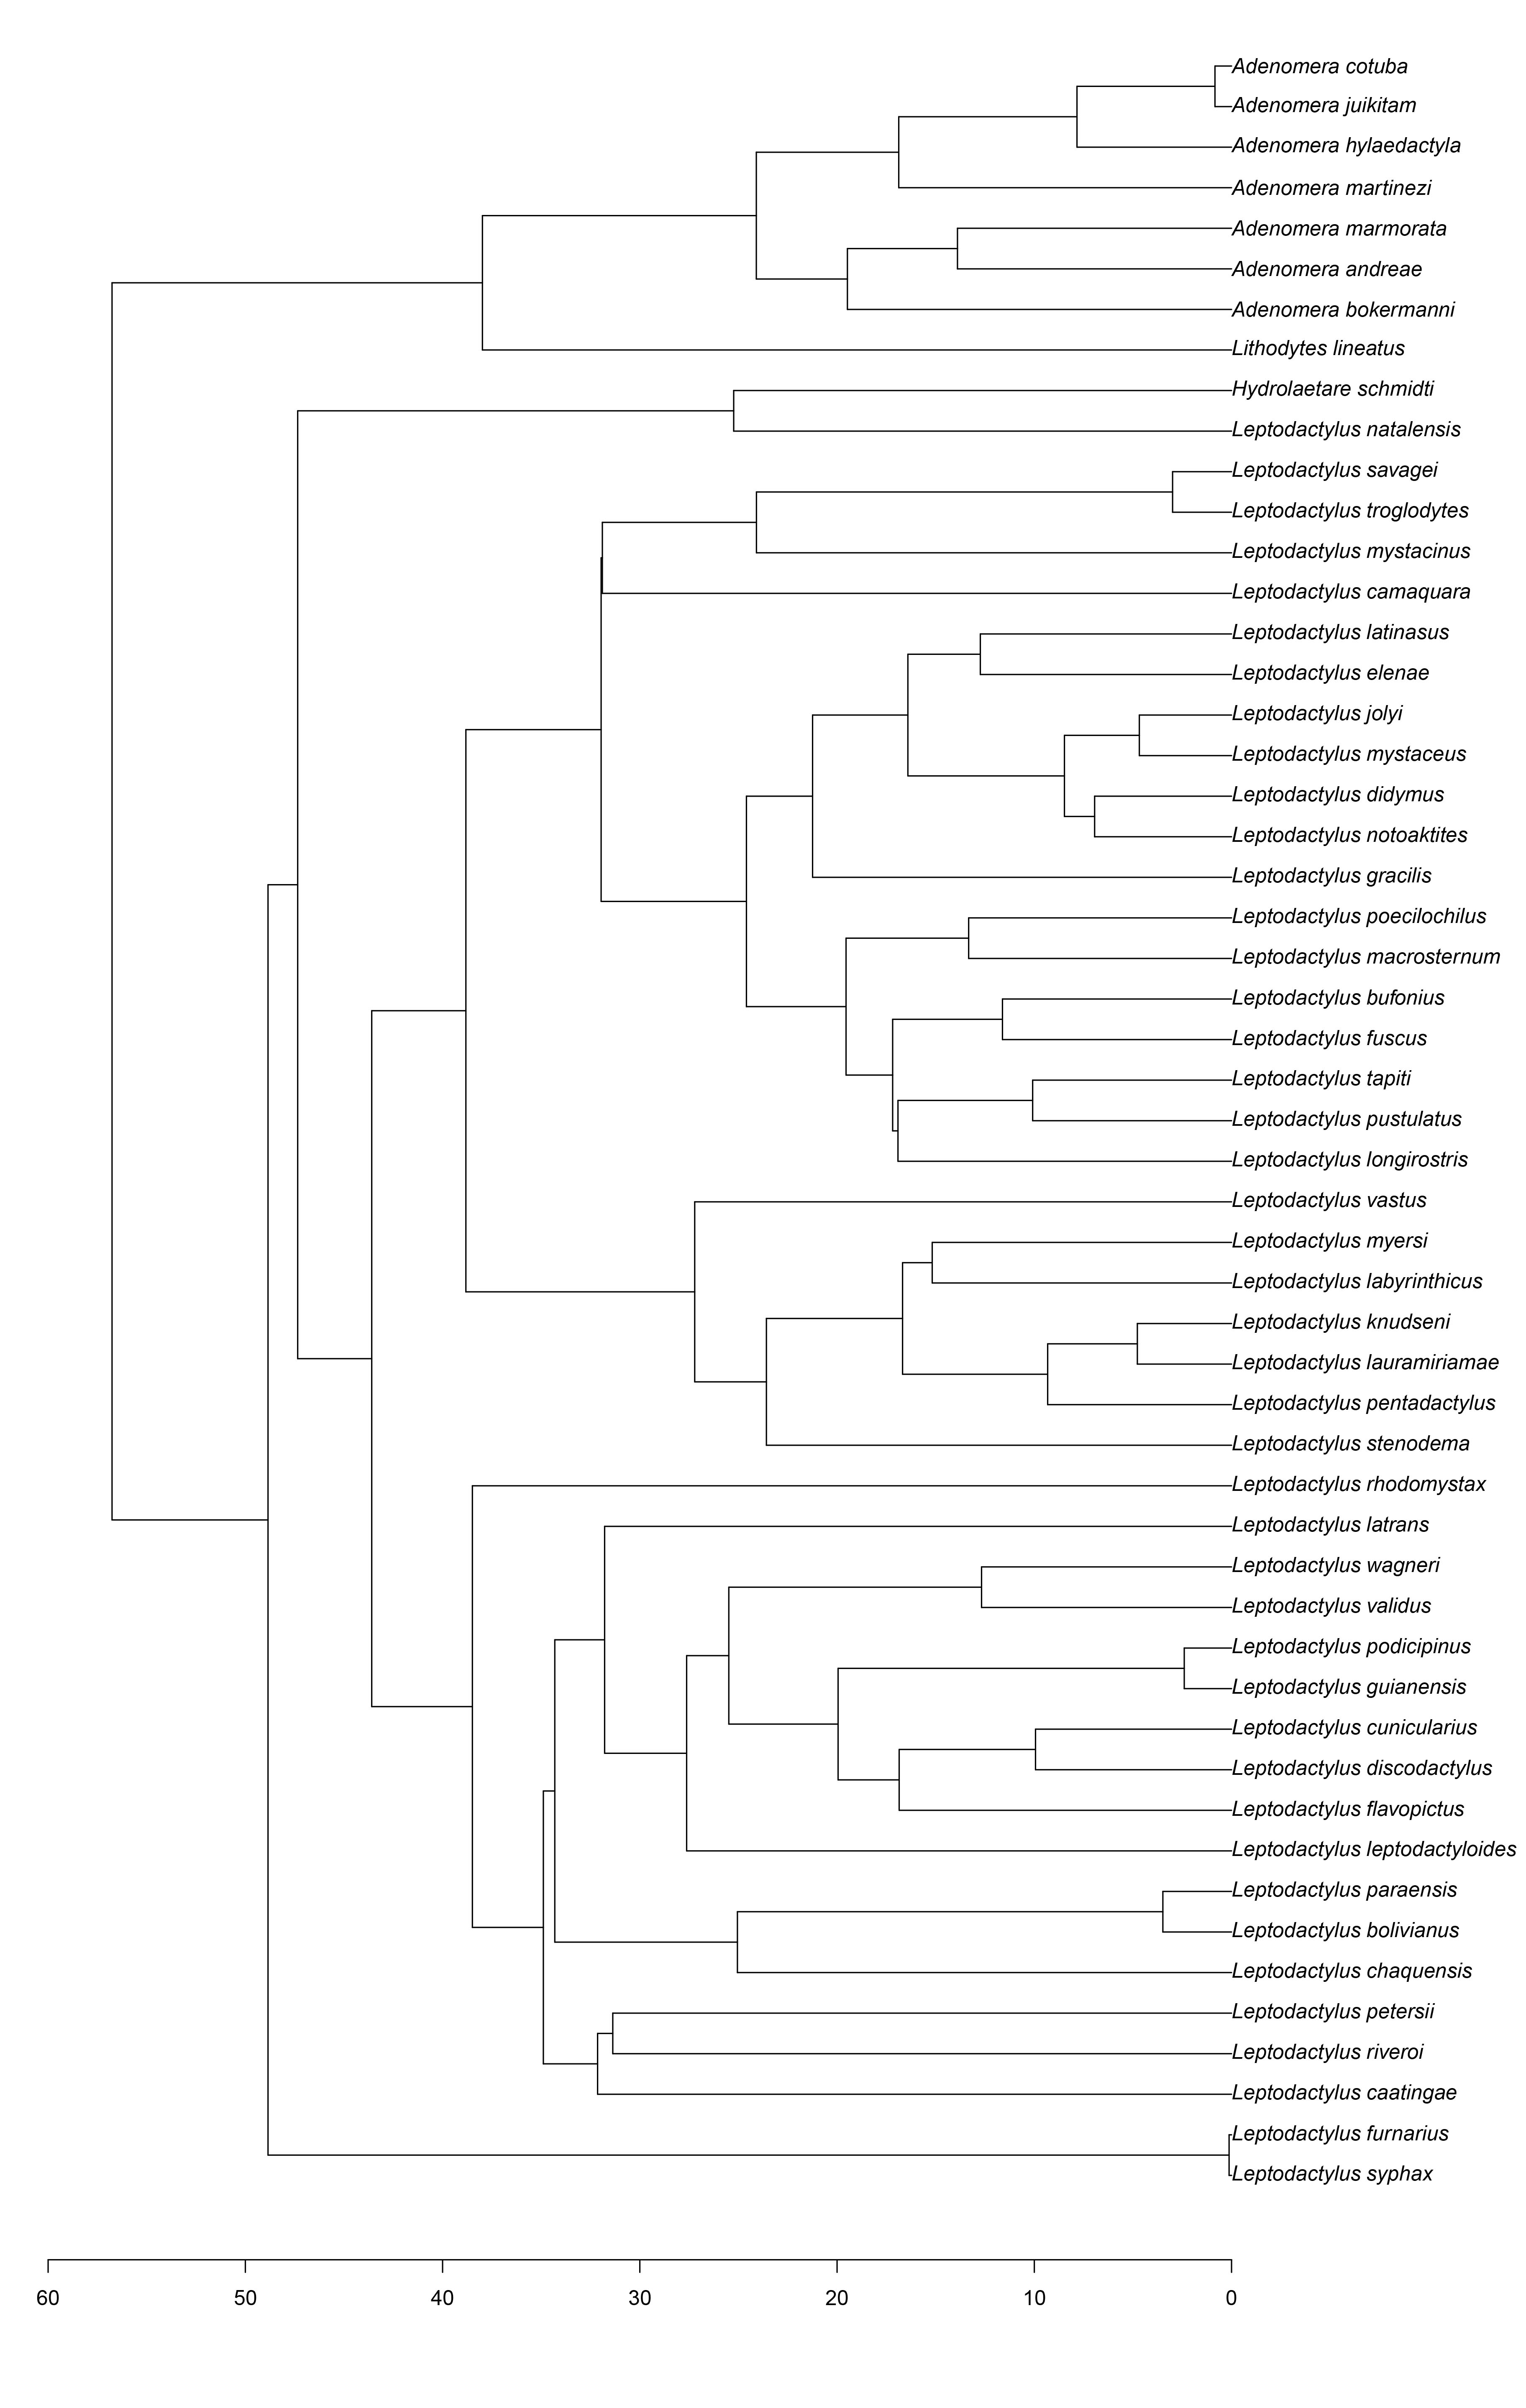 Adenomera cotuba
Adenomera juikitam
Adenomera hylaedactyla
Adenomera martinezi
Adenomera marmorata
Adenomera andreae
Adenomera bokermanni
Lithodytes lineatus
Hydrolaetare schmidti
Leptodactylus natalensis
Leptodactylus savagei
Leptodactylus troglodytes
Leptodactylus mystacinus
Leptodactylus camaquara
Leptodactylus latinasus
Leptodactylus elenae
Leptodactylus jolyi
Leptodactylus mystaceus
Leptodactylus didymus
Leptodactylus notoaktites
Leptodactylus gracilis
Leptodactylus poecilochilus
Leptodactylus macrosternum
Leptodactylus bufonius
Leptodactylus fuscus
Leptodactylus tapiti
Leptodactylus pustulatus
Leptodactylus longirostris
Leptodactylus vastus
Leptodactylus myersi
Leptodactylus labyrinthicus
Leptodactylus knudseni
Leptodactylus lauramiriamae
Leptodactylus pentadactylus
Leptodactylus stenodema
Leptodactylus rhodomystax
Leptodactylus latrans
Leptodactylus wagneri
Leptodactylus validus
Leptodactylus podicipinus
Leptodactylus guianensis
Leptodactylus cunicularius
Leptodactylus discodactylus
Leptodactylus flavopictus
Leptodactylus leptodactyloides
Leptodactylus paraensis
Leptodactylus bolivianus
Leptodactylus chaquensis
Leptodactylus petersii
Leptodactylus riveroi
Leptodactylus caatingae
Leptodactylus furnarius
Leptodactylus syphax
60 50 40 30 20 10 0